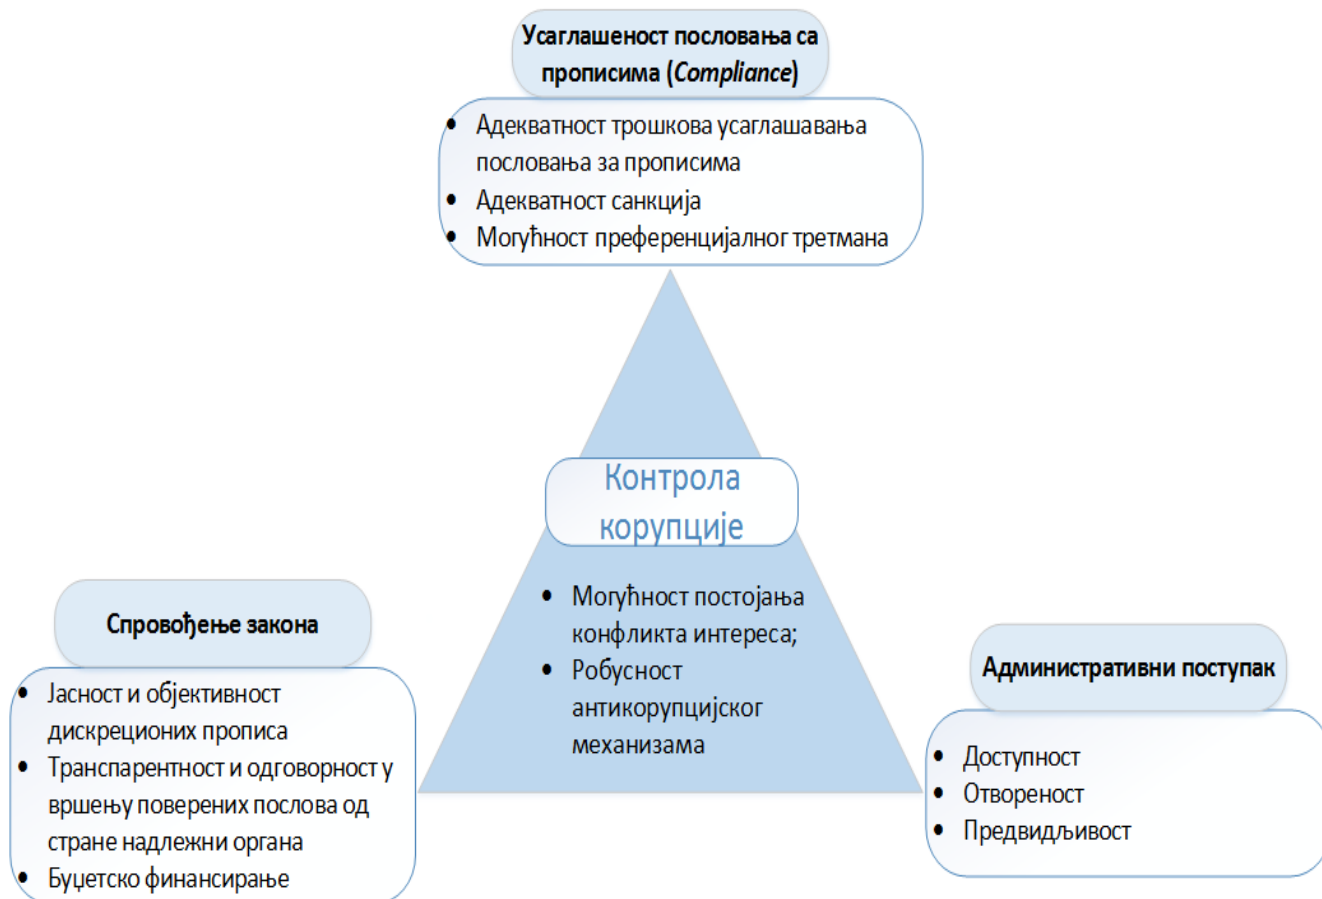 Усаглашеност пословања са
прописима (Compliance)
• Адекватност трошкова усаглашавања
пословања за прописима
• Адекватност санкција
• Могућност преференцијалног третмана
Контрола
корупције
• Могућност постојања
конфликта интереса;
• Робусност
антикорупцијског
механизама
Спровођење закона
• Јасност и објективност
дискреционих прописа
• Транспарентност и одговорност у
вршењу поверених послова од
стране надлежни органа
• Буџетско финансирање
Административни поступак
• Доступност
• Отвореност
• Предвидљивост